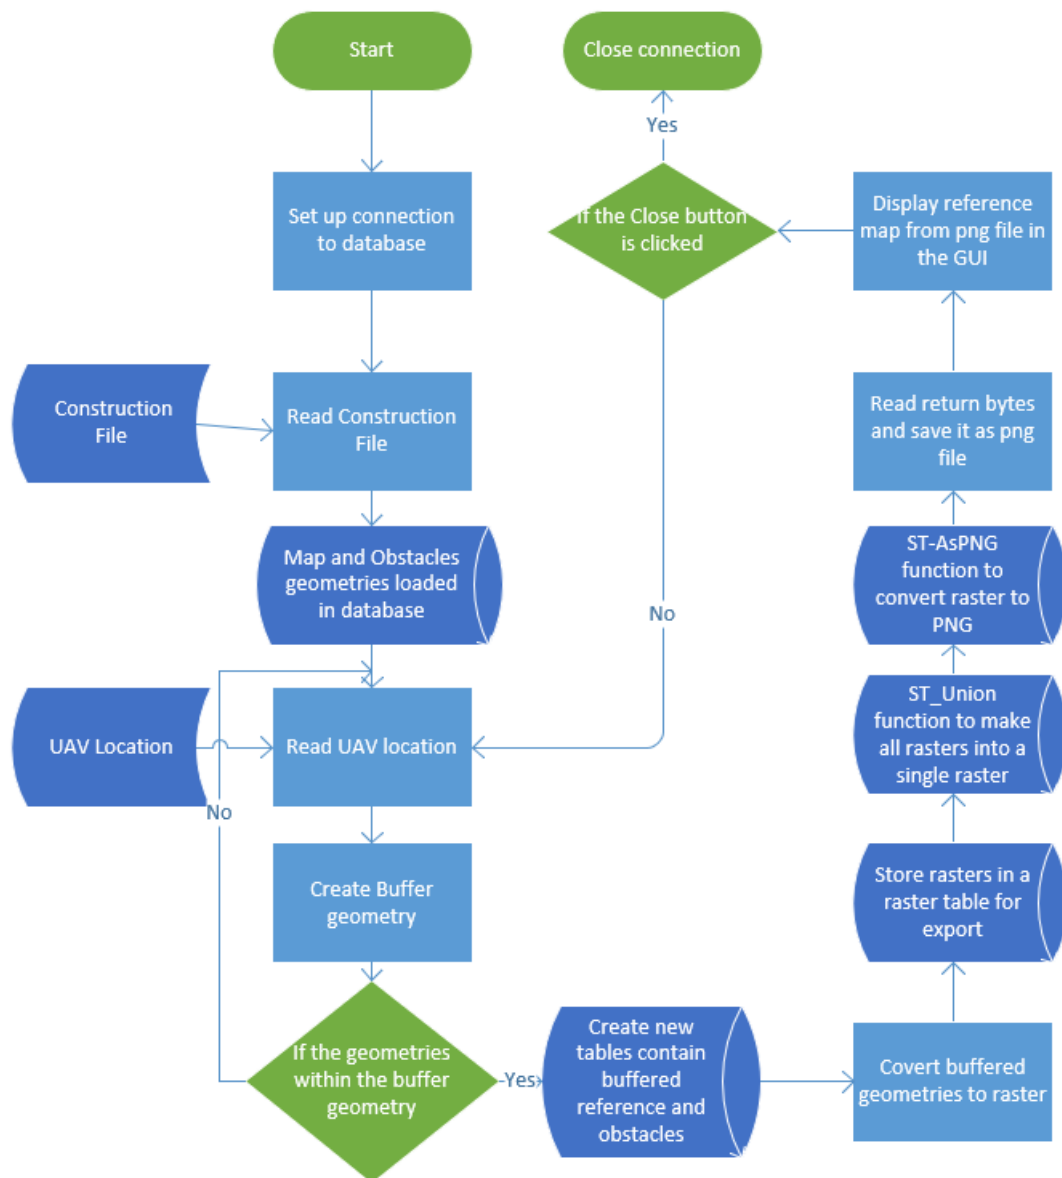 Start
Close connection
Yes
Set up connection
to database
If the Close button
is clicked
Display reference
map from png file in
the GUI
Construction
File
Read Construction
File
Read return bytes
and save it as png
file
Map and Obstacles
geometries loaded
in database
No
ST-AsPNG
function to
convert raster to
PNG
UAV Location
Read UAV location
ST_Union
function to make
all rasters into a
single raster
No
Create Buffer
geometry
Store rasters in a
raster table for
export
If the geometries
within the buffer
geometry
Yes
Create new
tables contain
buffered
reference and
obstacles
Covert buffered
geometries to raster